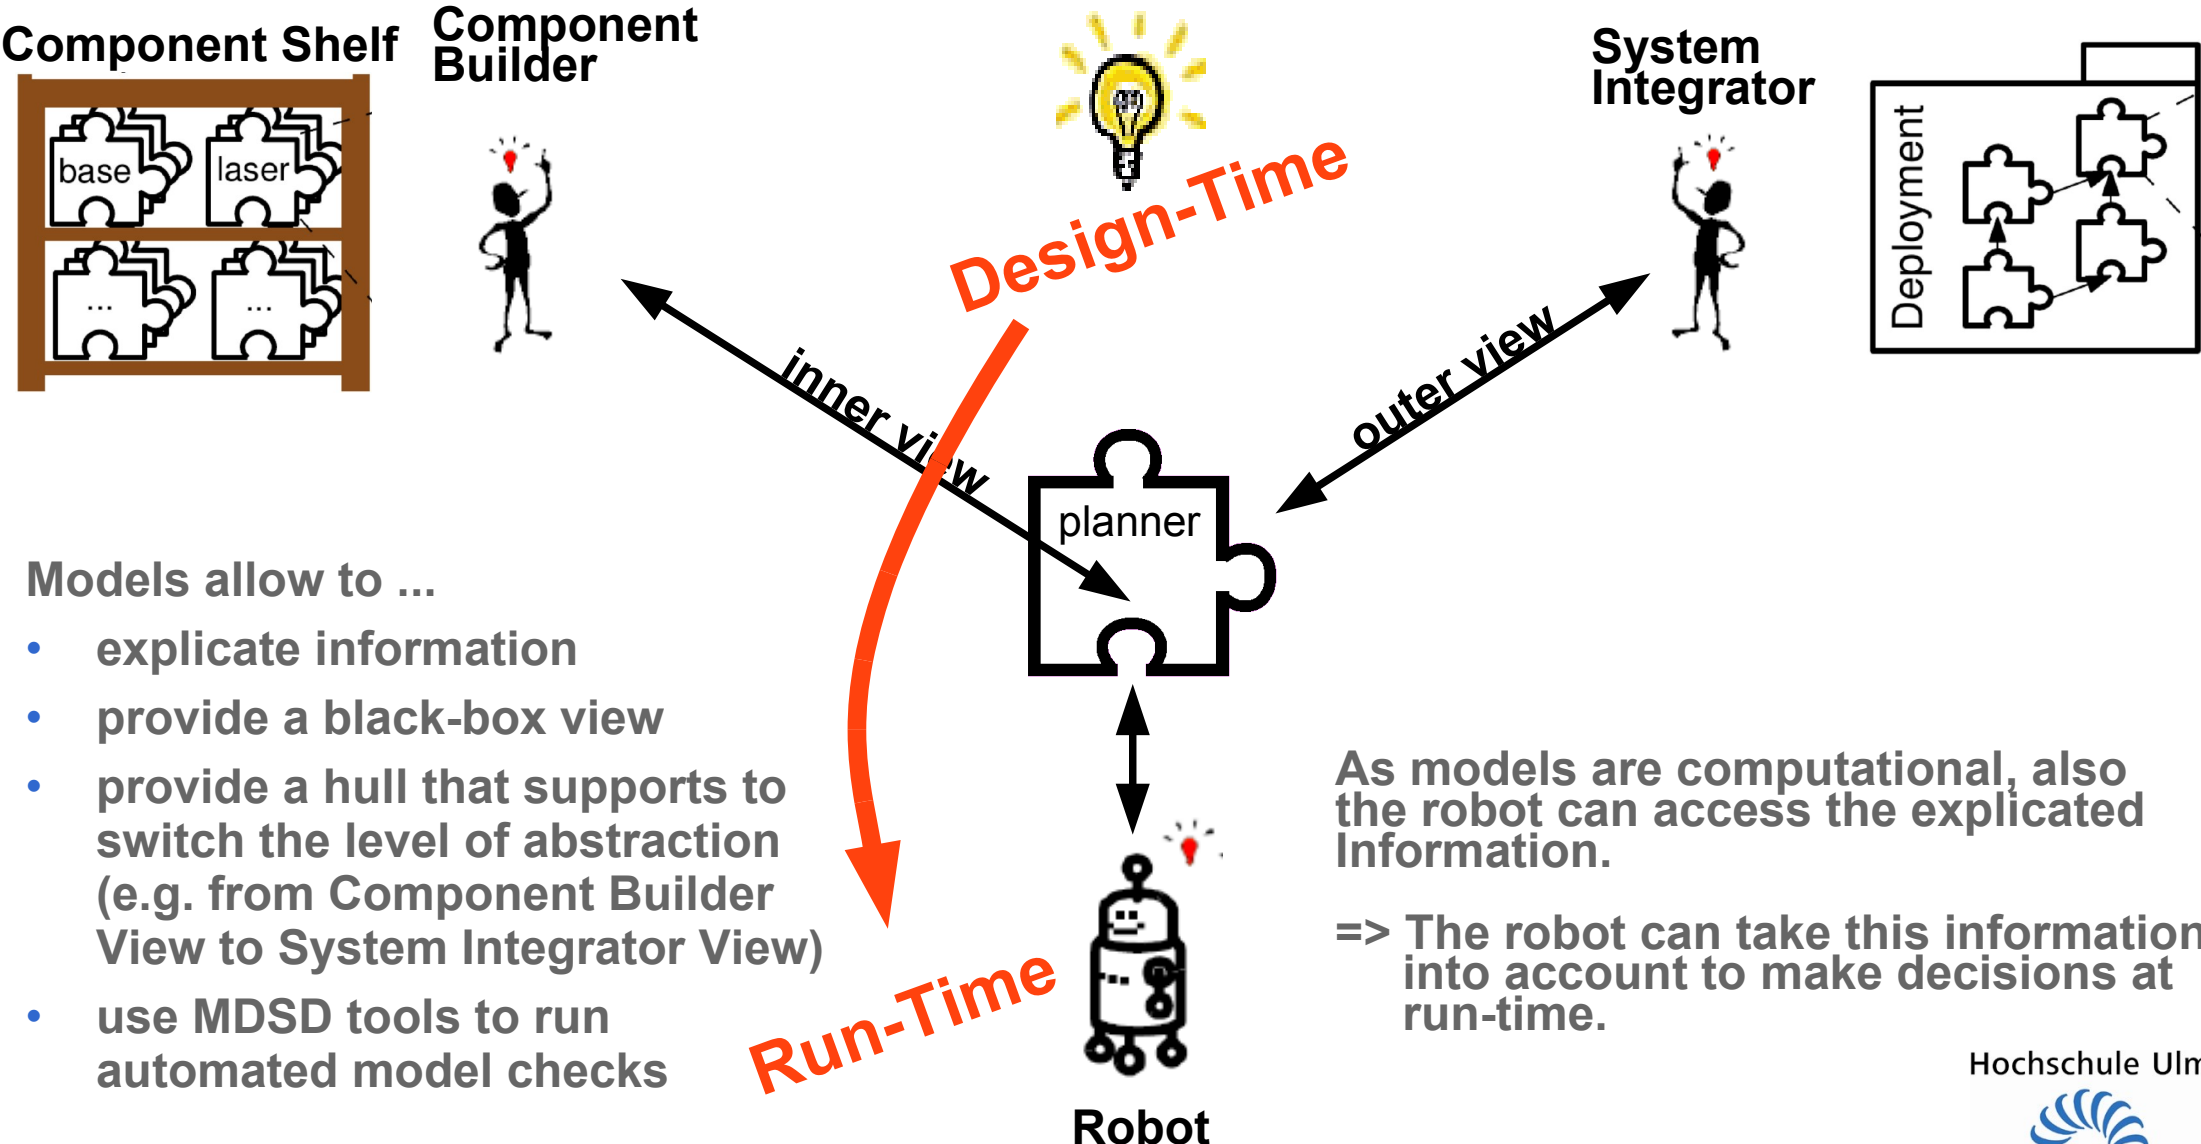 Component Shelf
Component
Builder
System
Integrator
base
laser
...
...
Design-Time
Deployment
inner view
outer view
planner
Models allow to ...
• explicate information
• provide a black-box view
• provide a hull that supports to
switch the level of abstraction
(e.g. from Component Builder
View to System Integrator View)
• use MDSD tools to run
automated model checks
Run-Time
Robot
As models are computational, also
the robot can access the explicated
Information.
=> The robot can take this information
into account to make decisions at
run-time.
Hochschule Ulm